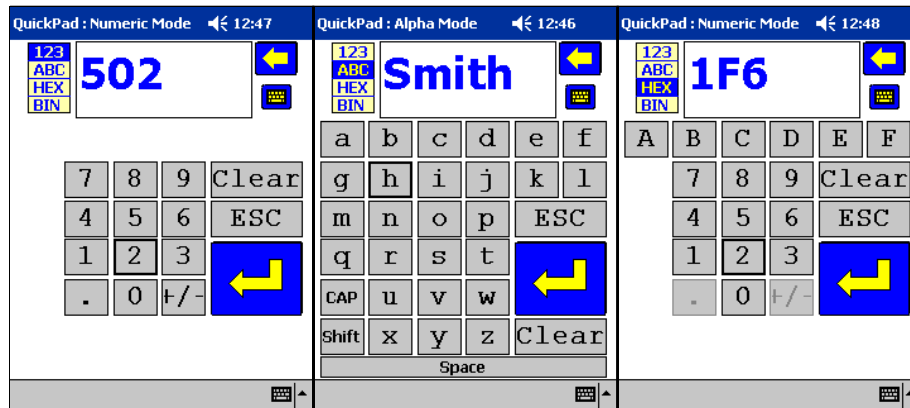 QuickPad : Numeric Mode 12:47
123
ABC
HEX
BIN
502
7 8 9 Clear
4 5 6 ESC
1 2 3
. 0 +/-
QuickPad : Alpha Mode 12:46
123
ABC
HEX
BIN
Smith
a b c d e f
g h i j k l
m n o p ESC
q r s t
CAP u v w
Shift x y z Clear
Space
QuickPad : Numeric Mode 12:48
123
ABC
HEX
BIN
1F6
A B C D E F
7 8 9 Clear
4 5 6 ESC
1 2 3
. 0 +/-